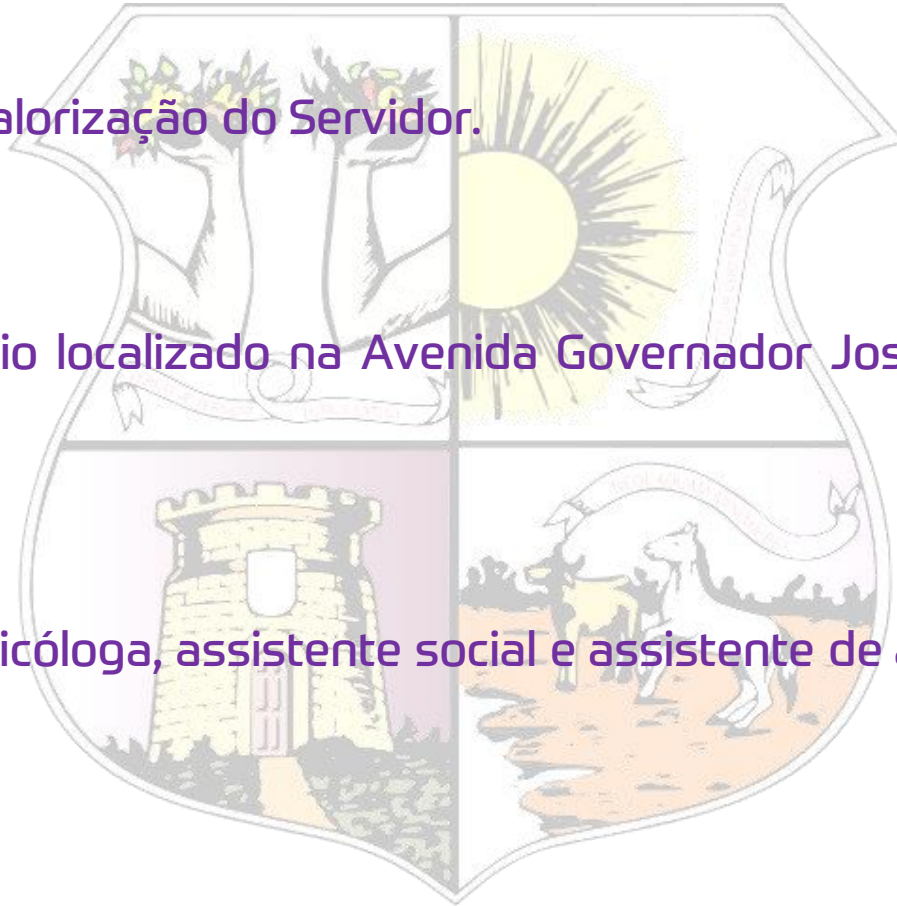 alorização do Servidor.
io localizado na Avenida Governador Jos
icóloga, assistente social e assistente de